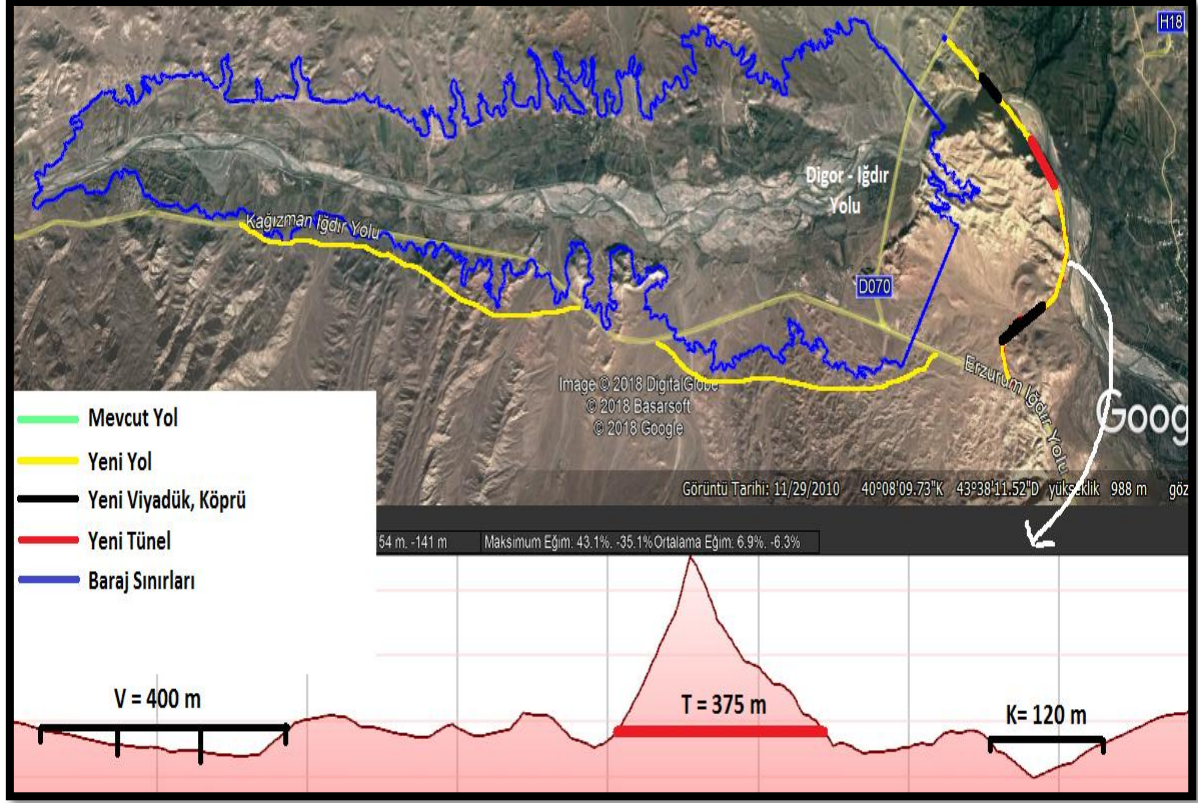 H18
Digor - Iğdır
Yolu
Kağızman Iğdır Yolu
D070
Erzurum Iğdır Yolu
Image © 2018 DigitalGlobe
© 2018 Basarsoft
© 2018 Google
Goog
Görüntü Tarihi: 11/29/2010 40°08'09.73"K 43°38'11.52"D yükseklik 988 m göz
Mevcut Yol
Yeni Yol
Yeni Viyadük, Köprü
Yeni Tünel
Baraj Sınırları
54 m, -141 m Maksimum Eğim: 43.1%, -35.1% Ortalama Eğim: 6.9%, -6.3%
V = 400 m
T = 375 m
K= 120 m